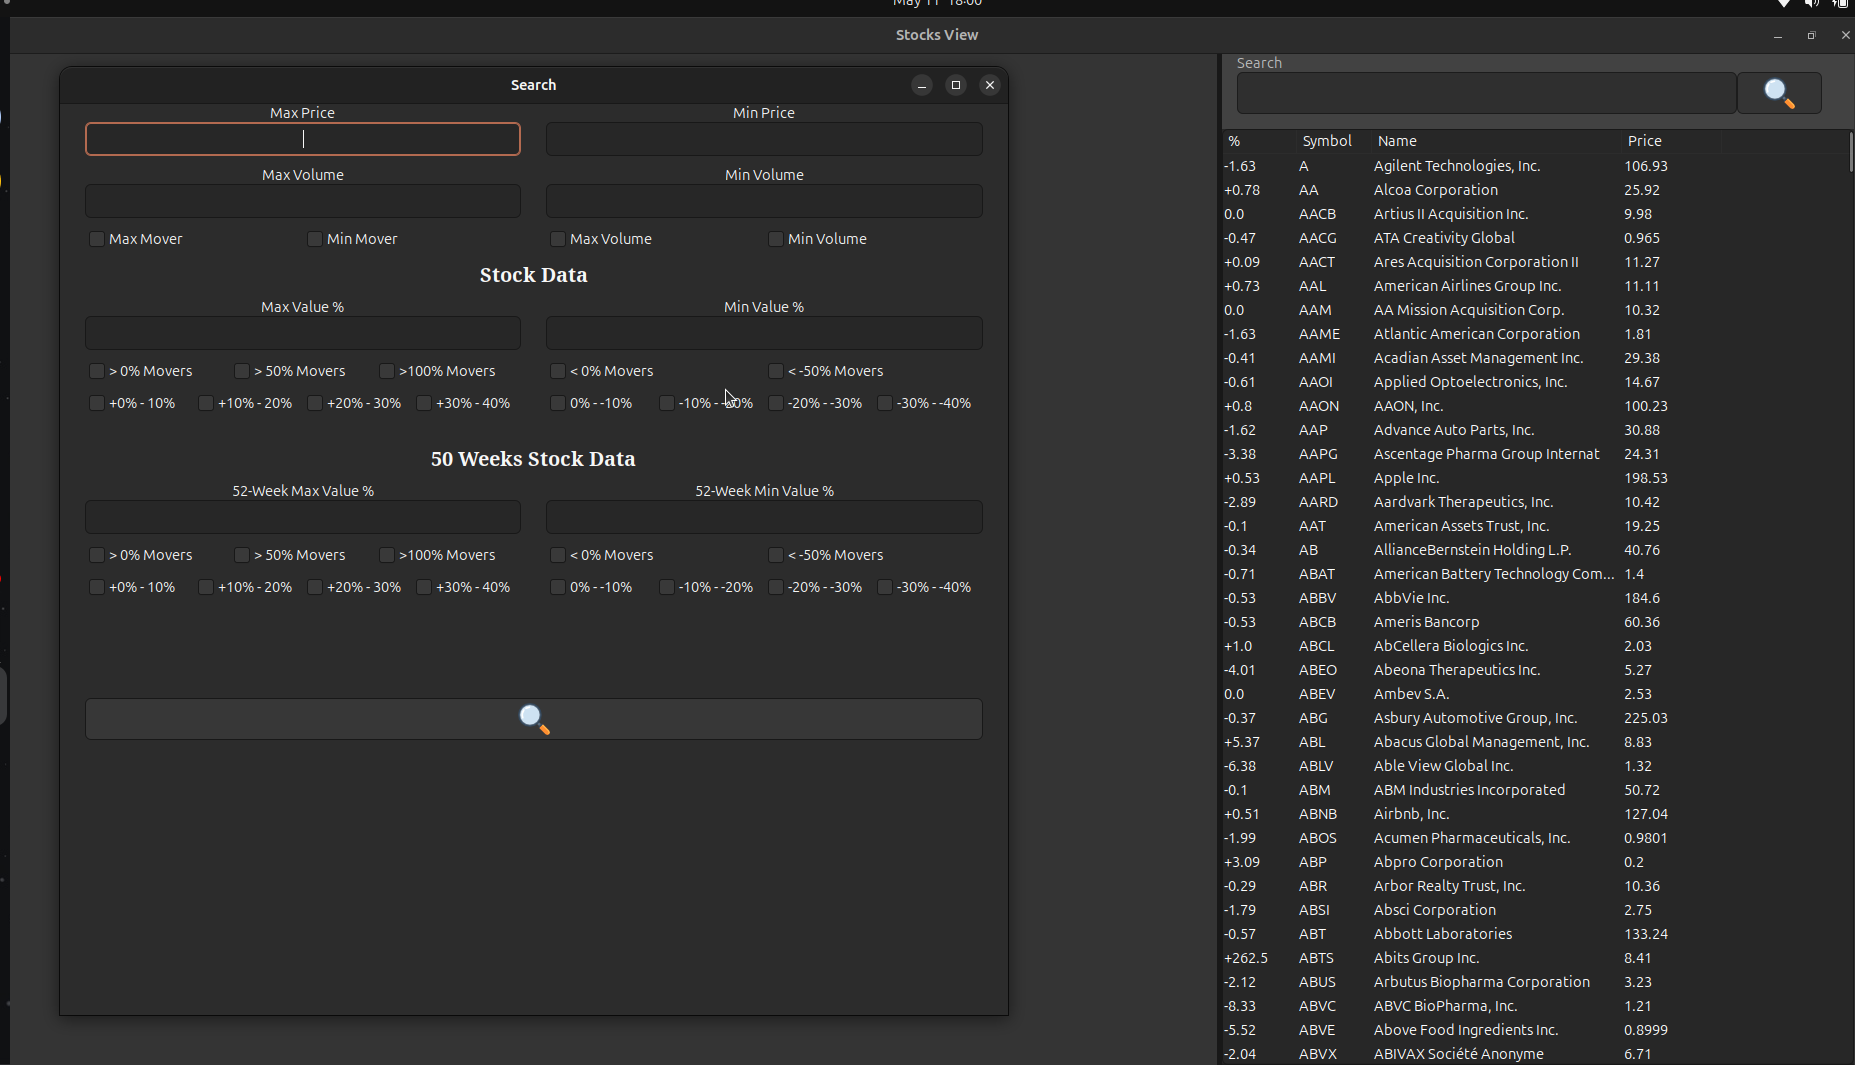 May 11 18:00
Stocks View
Search
Max Price
Min Price
Max Volume
Min Volume
Max Mover
Min Mover
Max Volume
Min Volume
Stock Data
Max Value %
Min Value %
> 0% Movers
> 50% Movers
>100% Movers
< 0% Movers
< -50% Movers
+0% - 10%
+10% - 20%
+20% - 30%
+30% - 40%
0% - -10%
-20% - -30%
-30% - -40%
50 Weeks Stock Data
52-Week Max Value %
52-Week Min Value %
> 0% Movers
> 50% Movers
>100% Movers
< 0% Movers
< -50% Movers
+0% - 10%
+10% - 20%
+20% - 30%
+30% - 40%
0% - -10%
-10% - -20%
-20% - -30%
-30% - -40%
Search
% Symbol Name Price
-1.63 A Agilent Technologies, Inc. 106.93
+0.78 AA Alcoa Corporation 25.92
0.0 AACB Artius II Acquisition Inc. 9.98
-0.47 AACG ATA Creativity Global 0.965
+0.09 AACT Ares Acquisition Corporation II 11.27
+0.73 AAL American Airlines Group Inc. 11.11
0.0 AAM AA Mission Acquisition Corp. 10.32
-1.63 AAME Atlantic American Corporation 1.81
-0.41 AAMI Acadian Asset Management Inc. 29.38
-0.61 AAOI Applied Optoelectronics, Inc. 14.67
+0.8 AAON AAON, Inc. 100.23
-1.62 AAP Advance Auto Parts, Inc. 30.88
-3.38 AAPG Ascentage Pharma Group Internat 24.31
+0.53 AAPL Apple Inc. 198.53
-2.89 AARD Aardvark Therapeutics, Inc. 10.42
-0.1 AAT American Assets Trust, Inc. 19.25
-0.34 AB AllianceBernstein Holding L.P. 40.76
-0.71 ABAT American Battery Technology Com... 1.4
-0.53 ABBV AbbVie Inc. 184.6
-0.53 ABCB Ameris Bancorp 60.36
+1.0 ABCL AbCellera Biologics Inc. 2.03
-4.01 ABEO Abeona Therapeutics Inc. 5.27
0.0 ABEV Ambev S.A. 2.53
-0.37 ABG Asbury Automotive Group, Inc. 225.03
+5.37 ABL Abacus Global Management, Inc. 8.83
-6.38 ABLV Able View Global Inc. 1.32
-0.1 ABM ABM Industries Incorporated 50.72
+0.51 ABNB Airbnb, Inc. 127.04
-1.99 ABOS Acumen Pharmaceuticals, Inc. 0.9801
+3.09 ABP Abpro Corporation 0.2
-0.29 ABR Arbor Realty Trust, Inc. 10.36
-1.79 ABSI Absci Corporation 2.75
-0.57 ABT Abbott Laboratories 133.24
+262.5 ABTS Abits Group Inc. 8.41
-2.12 ABUS Arbutus Biopharma Corporation 3.23
-8.33 ABVC ABVC BioPharma, Inc. 1.21
-5.52 ABVE Above Food Ingredients Inc. 0.8999
-2.04 ABVX ABIVAX Société Anonyme 6.71